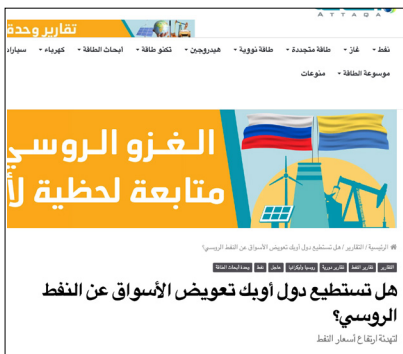 ATTAQA
تقارير وحدة
نفط غاز طاقة متجددة طاقة نووية هيدروجين تكنو طاقة أبحاث الطاقة كهرباء سيارات
موسوعة الطاقة منوعات
الغزو الروسي
متابعة لحظية لأ
الرئيسية / التقارير / هل تستطيع دول أوبك تعويض الأسواق عن النفط الروسي؟
التقارير تقارير النفط تقارير دورية روسيا وأوكرانيا عاجل نفط وحدة أبحاث الطاقة
هل تستطيع دول أوبك تعويض الأسواق عن النفط
الروسي؟
لتهدئة ارتفاع أسعار النفط